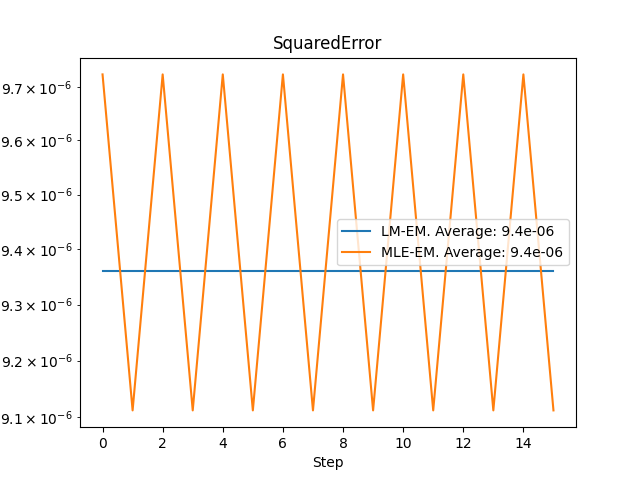 SquaredError
9.7 × 10⁻⁶
9.6 × 10⁻⁶
9.5 × 10⁻⁶
9.4 × 10⁻⁶
9.3 × 10⁻⁶
9.2 × 10⁻⁶
9.1 × 10⁻⁶
LM-EM. Average: 9.4e-06
MLE-EM. Average: 9.4e-06
0 2 4 6 8 10 12 14
Step